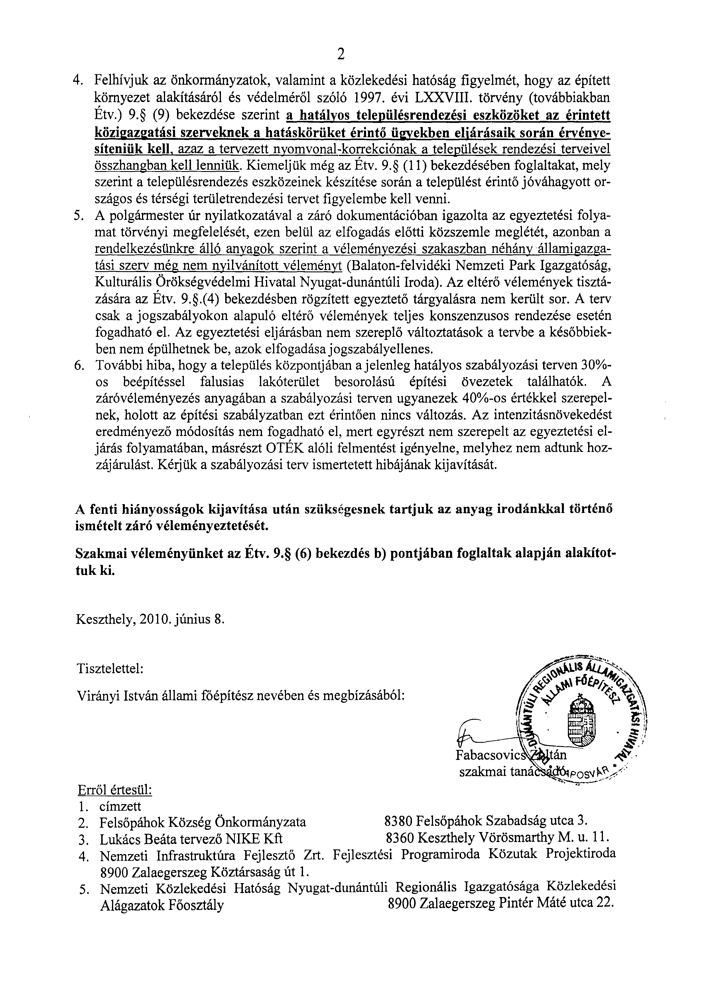 2
4. Felhívjuk az önkormányzatok, valamint a közlekedési hatóság figyelmét, hogy az épített
környezet alakításáról és védelméről szóló 1997. évi LXXVIII. törvény (továbbiakban
Étv.) 9.§ (9) bekezdése szerint a hatályos településrendezési eszközöket az érintett
közigazgatási szerveknek a hatáskörüket érintő ügyekben eljárásaik során érvénye-
síteniük kell, azaz a tervezett nyomvonal-korrekciónak a települések rendezési terveivel
összhangban kell lenniük. Kiemeljük még az Étv. 9.§ (11) bekezdésében foglaltakat, mely
szerint a településrendezés eszközeinek készítése során a települést érintő jóváhagyott or-
szágos és térségi területrendezési tervet figyelembe kell venni.
5. A polgármester úr nyilatkozatával a záró dokumentációban igazolta az egyeztetési folya-
mat törvényi megfelelését, ezen belül az elfogadás előtti közszemle meglétét, azonban a
rendelkezésünkre álló anyagok szerint a véleményezési szakaszban néhány államigazga-
tási szerv még nem nyilvánított véleményt (Balaton-felvidéki Nemzeti Park Igazgatóság,
Kulturális Örökségvédelmi Hivatal Nyugat-dunántúli Iroda). Az eltérő vélemények tisztá-
zására az Étv. 9.§.(4) bekezdésben rögzített egyeztető tárgyalásra nem került sor. A terv
csak a jogszabályokon alapuló eltérő vélemények teljes konszenzusos rendezése esetén
fogadható el. Az egyeztetési eljárásban nem szereplő változtatások a tervbe a későbbiek-
ben nem épülhetnek be, azok elfogadása jogszabályellenes.
6. További hiba, hogy a település központjában a jelenleg hatályos szabályozási terven 30%-
os beépítéssel falusias lakóterület besorolású építési övezetek találhatók. A
záróvéleményezés anyagában a szabályozási terven ugyanezek 40%-os értékkel szerepel-
nek, holott az építési szabályzatban ezt érintően nincs változás. Az intenzitásnövekedést
eredményező módosítás nem fogadható el, mert egyrészt nem szerepelt az egyeztetési el-
járás folyamatában, másrészt OTÉK alóli felmentést igényelne, melyhez nem adtunk hoz-
zájárulást. Kérjük a szabályozási terv ismertetett hibájának kijavítását.
A fenti hiányosságok kijavítása után szükségesnek tartjuk az anyag irodánkkal történő
ismételt záró véleményeztetését.
Szakmai véleményünket az Étv. 9.§ (6) bekezdés b) pontjában foglaltak alapján alakítot-
tuk ki.
Keszthely, 2010. június 8.
Tisztelettel:
Virányi István állami főépítész nevében és megbízásából:
DÉL-DUNÁNTÚLI REGIONÁLIS ÁLLAMIGAZGATÁSI HIVATAL
ÁLLAMI FŐÉPÍTÉSZ
KAPOSVÁR
Fabacsovics Zoltán
szakmai tanácsadó
Erről értesül:
1. címzett
2. Felsőpáhok Község Önkormányzata 8380 Felsőpáhok Szabadság utca 3.
3. Lukács Beáta tervező NIKE Kft 8360 Keszthely Vörösmarthy M. u. 11.
4. Nemzeti Infrastruktúra Fejlesztő Zrt. Fejlesztési Programiroda Közutak Projektiroda
8900 Zalaegerszeg Köztársaság út 1.
5. Nemzeti Közlekedési Hatóság Nyugat-dunántúli Regionális Igazgatósága Közlekedési
Alágazatok Főosztály 8900 Zalaegerszeg Pintér Máté utca 22.